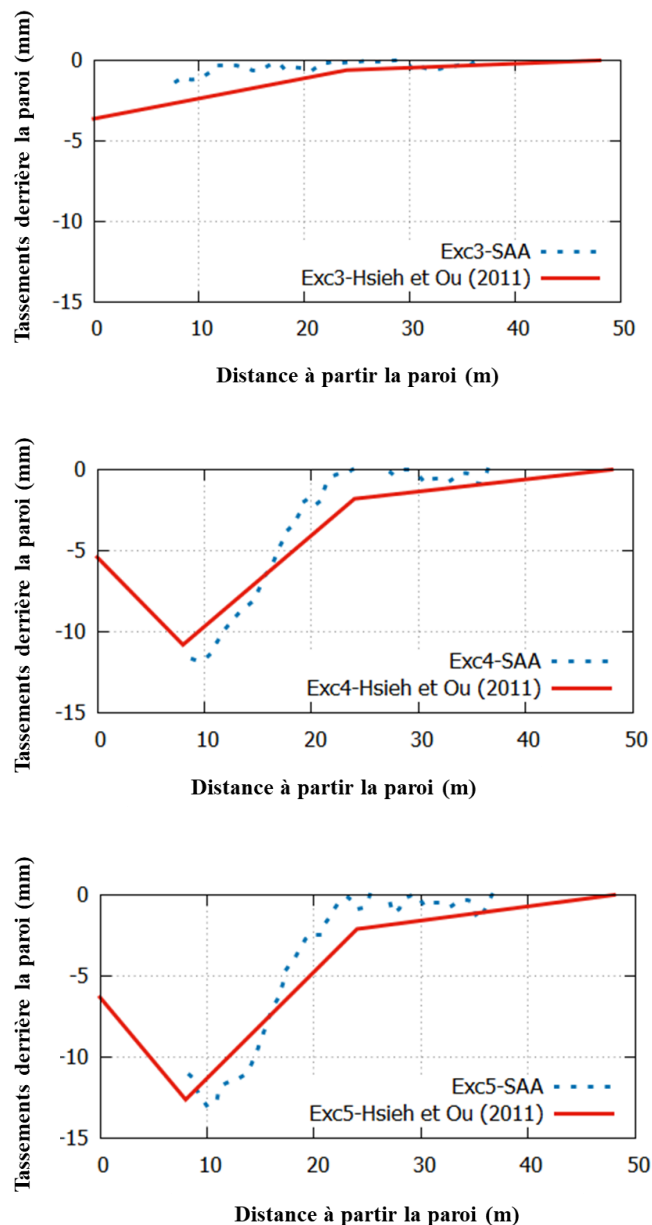 Tassements derrière la paroi (mm)
0
-5
-10
-15
Exc3-SAA
Exc3-Hsieh et Ou (2011)
0 10 20 30 40 50
Distance à partir la paroi (m)
Tassements derrière la paroi (mm)
0
-5
-10
-15
Exc4-SAA
Exc4-Hsieh et Ou (2011)
0 10 20 30 40 50
Distance à partir la paroi (m)
Tassements derrière la paroi (mm)
0
-5
-10
-15
Exc5-SAA
Exc5-Hsieh et Ou (2011)
0 10 20 30 40 50
Distance à partir la paroi (m)